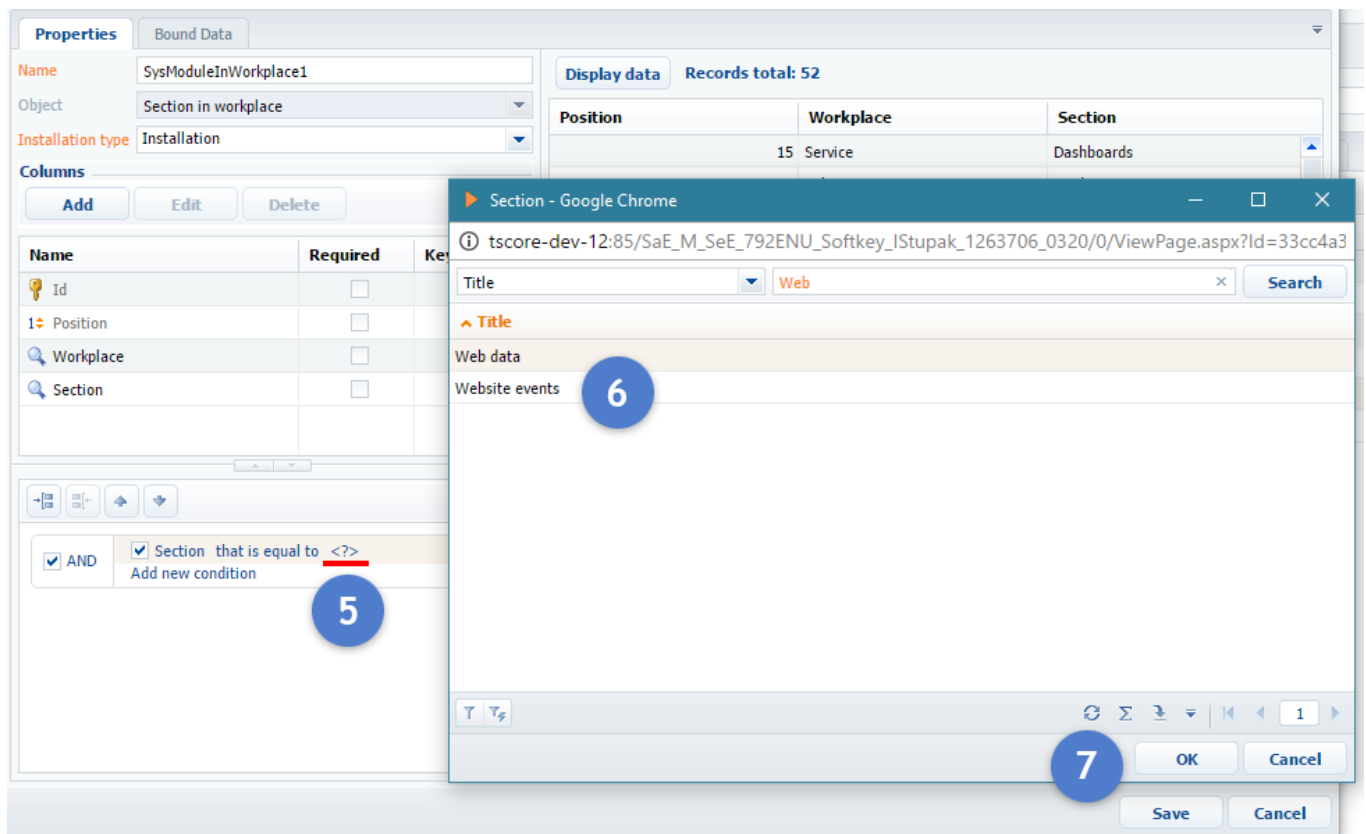 Properties
Bound Data
Name
SysModuleInWorkplace1
Object
Section in workplace
Installation type
Installation
Columns
Add
Edit
Delete
Name
Required
Id
1 Position
Workplace
Section
AND
Section that is equal to <?>
Add new condition
5
Display data
Records total: 52
Position
Workplace
Section
15
Service
Dashboards
Section - Google Chrome
tscore-dev-12:85/SaE_M_SeE_792ENU_Softkey_IStupak_1263706_0320/0/ViewPage.aspx?Id=33cc4a3
Title
Web
Search
Title
Web data
Website events
6
1
7
OK
Cancel
Save
Cancel